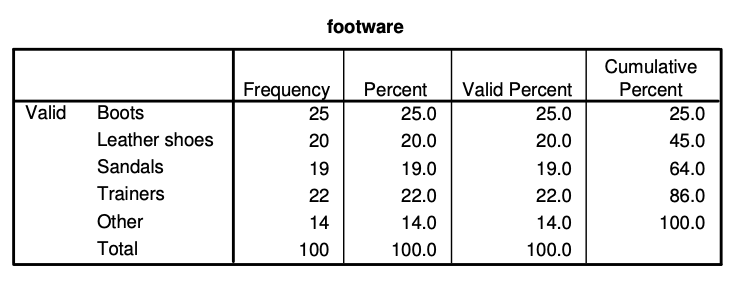 footware
Cumulative
Frequency Percent Valid Percent Percent
Valid Boots 25 25.0 25.0 25.0
Leather shoes 20 20.0 20.0 45.0
Sandals 19 19.0 19.0 64.0
Trainers 22 22.0 22.0 86.0
Other 14 14.0 14.0 100.0
Total 100 100.0 100.0